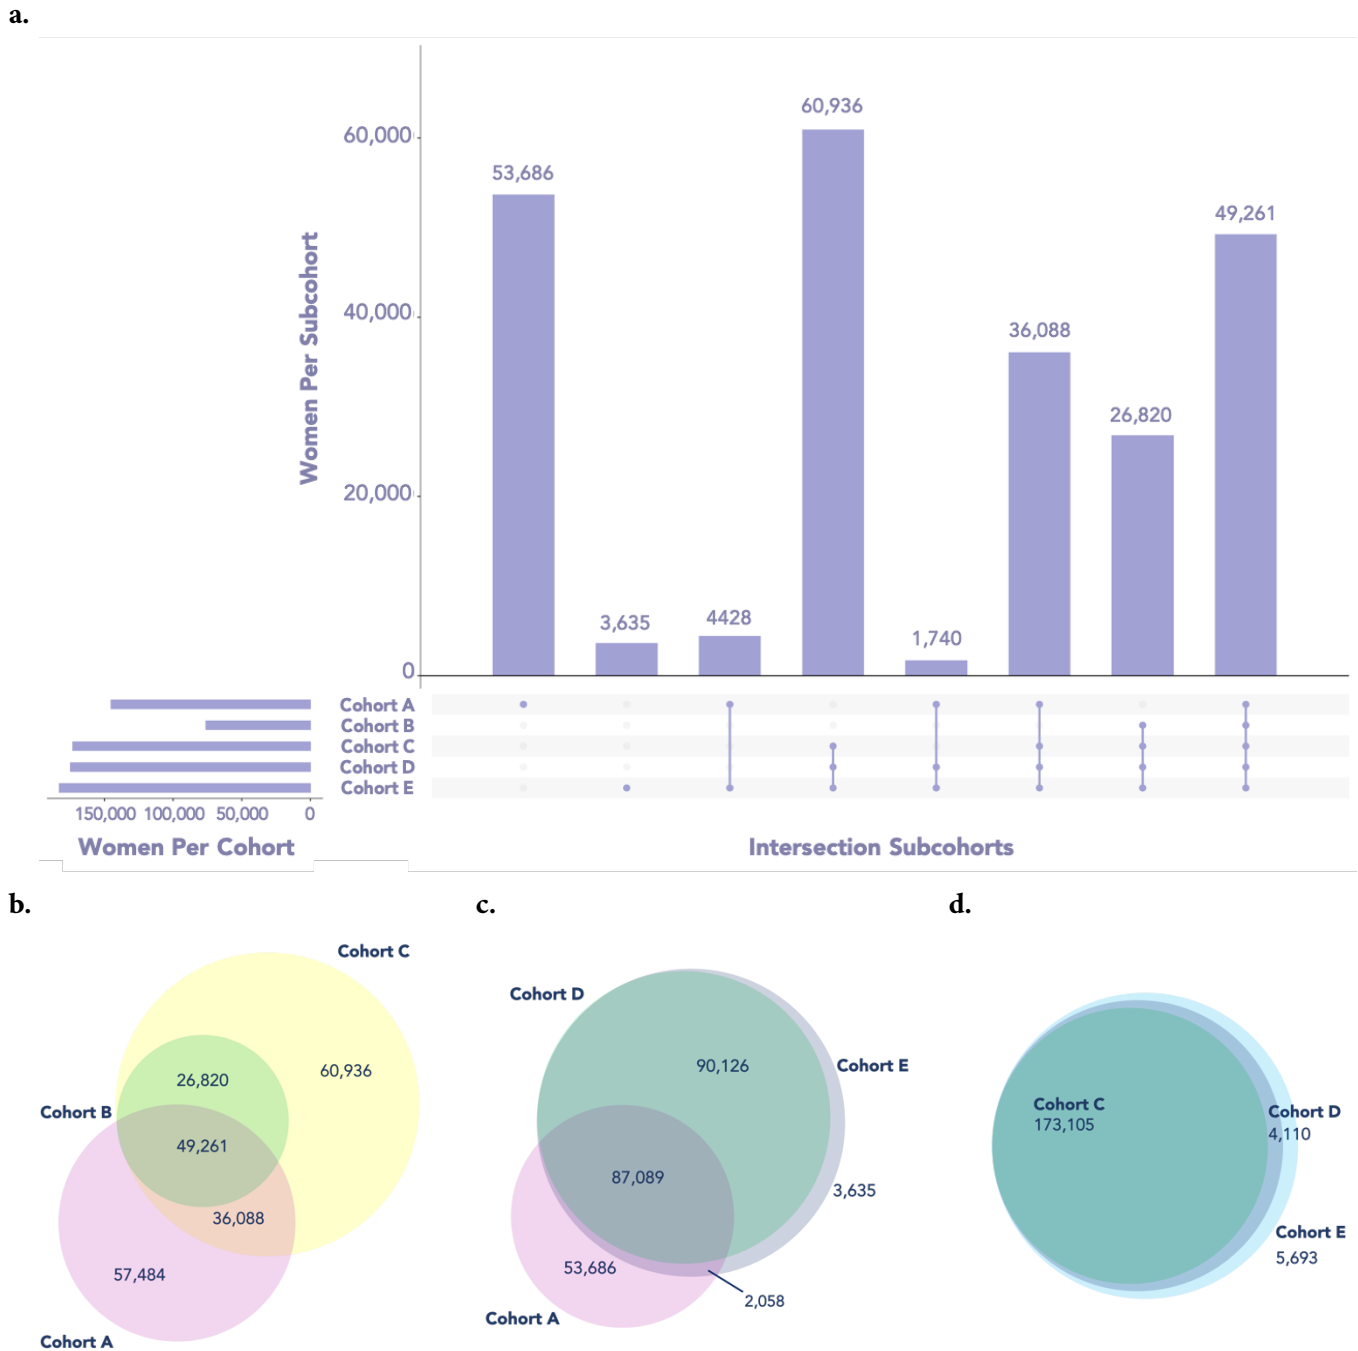 a.
60,936
60,000
53,686
49,261
Women Per Subcohort
40,000
36,088
26,820
20,000
3,635
4428
1,740
0
Cohort A
Cohort B
Cohort C
Cohort D
Cohort E
150,000 100,000 50,000 0
Women Per Cohort
Intersection Subcohorts
b.
Cohort C
26,820
60,936
Cohort B
49,261
36,088
57,484
Cohort A
c.
Cohort D
90,126
Cohort E
87,089
3,635
53,686
2,058
Cohort A
d.
Cohort C
173,105
Cohort D
4,110
Cohort E
5,693